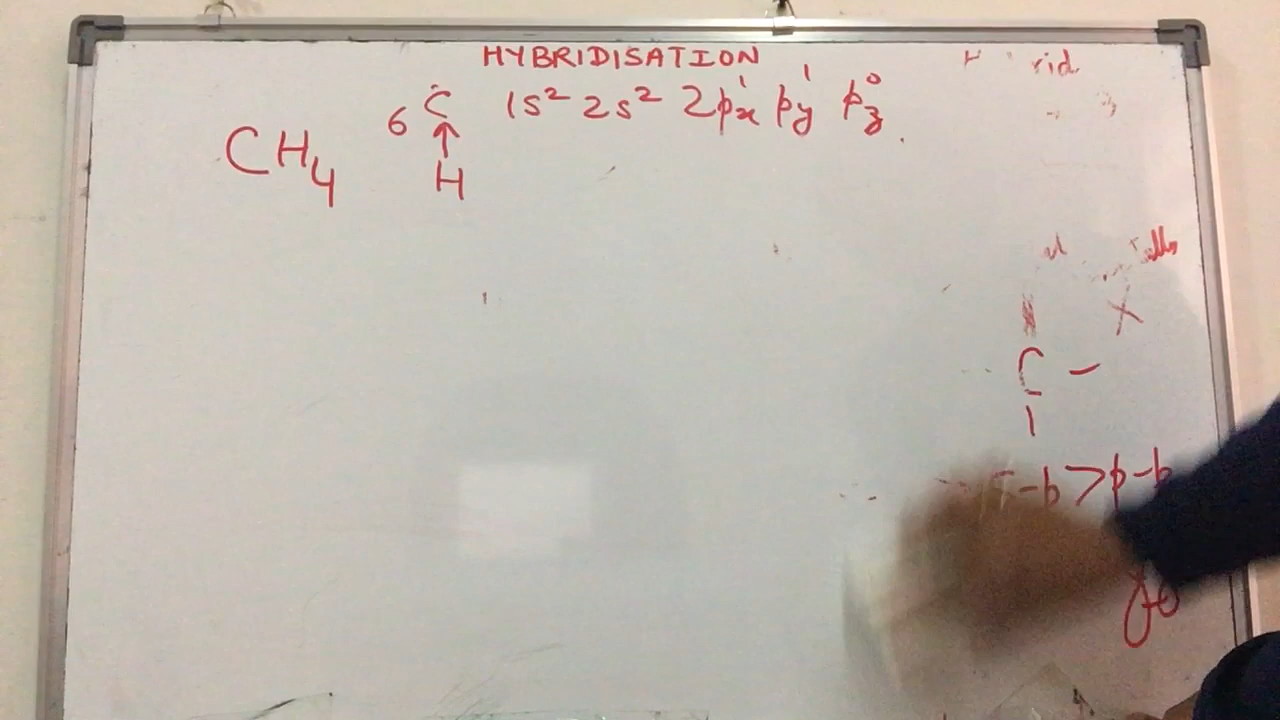 HYBRIDISATION
6 C 1s² 2s² 2px¹ py¹ pz⁰
CH₄
↑
H
C –
I
-p > p-p